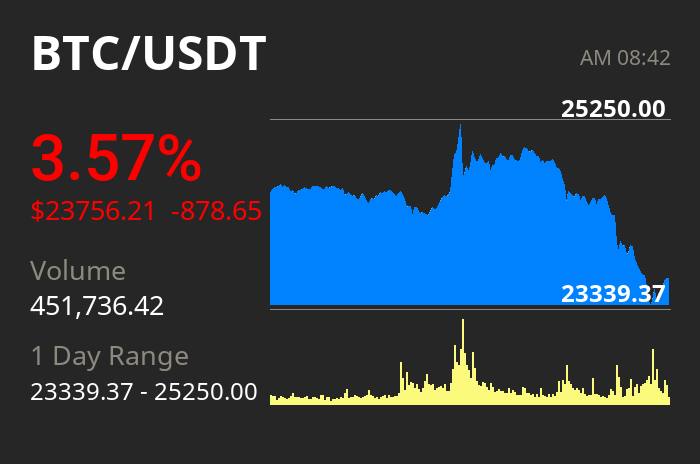 BTC/USDT
AM 08:42
25250.00
3.57%
$23756.21 -878.65
Volume
451,736.42
23339.37
1 Day Range
23339.37 - 25250.00